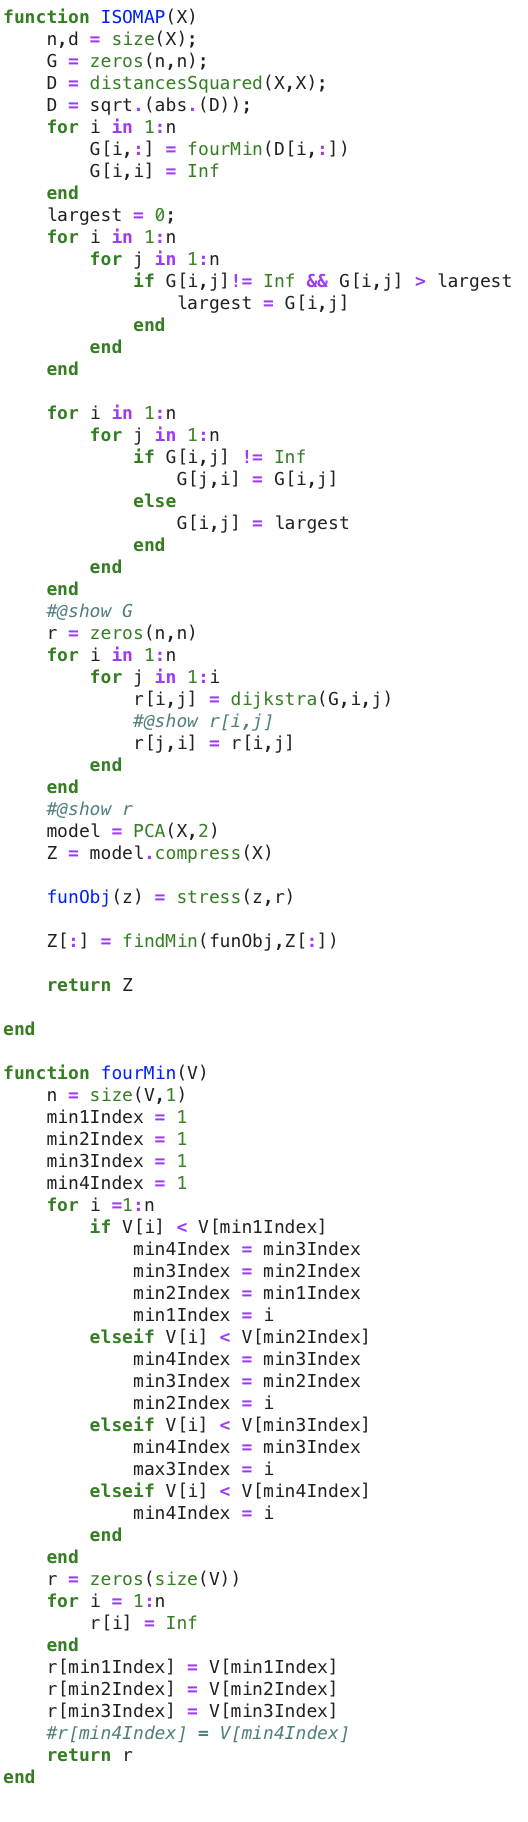 function ISOMAP(X)
    n,d = size(X);
    G = zeros(n,n);
    D = distancesSquared(X,X);
    D = sqrt.(abs.(D));
    for i in 1:n
        G[i,:] = fourMin(D[i,:])
        G[i,i] = Inf
    end
    largest = 0;
    for i in 1:n
        for j in 1:n
            if G[i,j]!= Inf && G[i,j] > largest
                largest = G[i,j]
            end
        end
    end

    for i in 1:n
        for j in 1:n
            if G[i,j] != Inf
                G[j,i] = G[i,j]
            else
                G[i,j] = largest
            end
        end
    end
    #@show G
    r = zeros(n,n)
    for i in 1:n
        for j in 1:i
            r[i,j] = dijkstra(G,i,j)
            #@show r[i,j]
            r[j,i] = r[i,j]
        end
    end
    #@show r
    model = PCA(X,2)
    Z = model.compress(X)

    funObj(z) = stress(z,r)

    Z[:] = findMin(funObj,Z[:])

    return Z

end

function fourMin(V)
    n = size(V,1)
    min1Index = 1
    min2Index = 1
    min3Index = 1
    min4Index = 1
    for i =1:n
        if V[i] < V[min1Index]
            min4Index = min3Index
            min3Index = min2Index
            min2Index = min1Index
            min1Index = i
        elseif V[i] < V[min2Index]
            min4Index = min3Index
            min3Index = min2Index
            min2Index = i
        elseif V[i] < V[min3Index]
            min4Index = min3Index
            max3Index = i
        elseif V[i] < V[min4Index]
            min4Index = i
        end
    end
    r = zeros(size(V))
    for i = 1:n
        r[i] = Inf
    end
    r[min1Index] = V[min1Index]
    r[min2Index] = V[min2Index]
    r[min3Index] = V[min3Index]
    #r[min4Index] = V[min4Index]
    return r
end